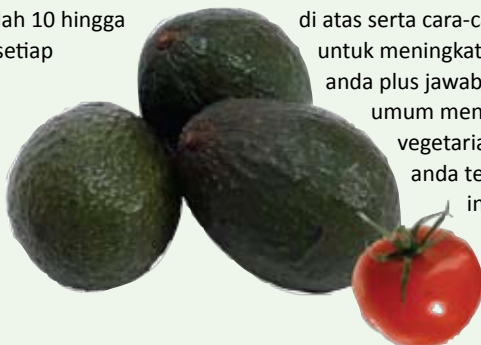 ah 10 hingga
setiap
di atas serta cara-c
untuk meningkat
anda plus jawab
umum men
vegetaria
anda te
in